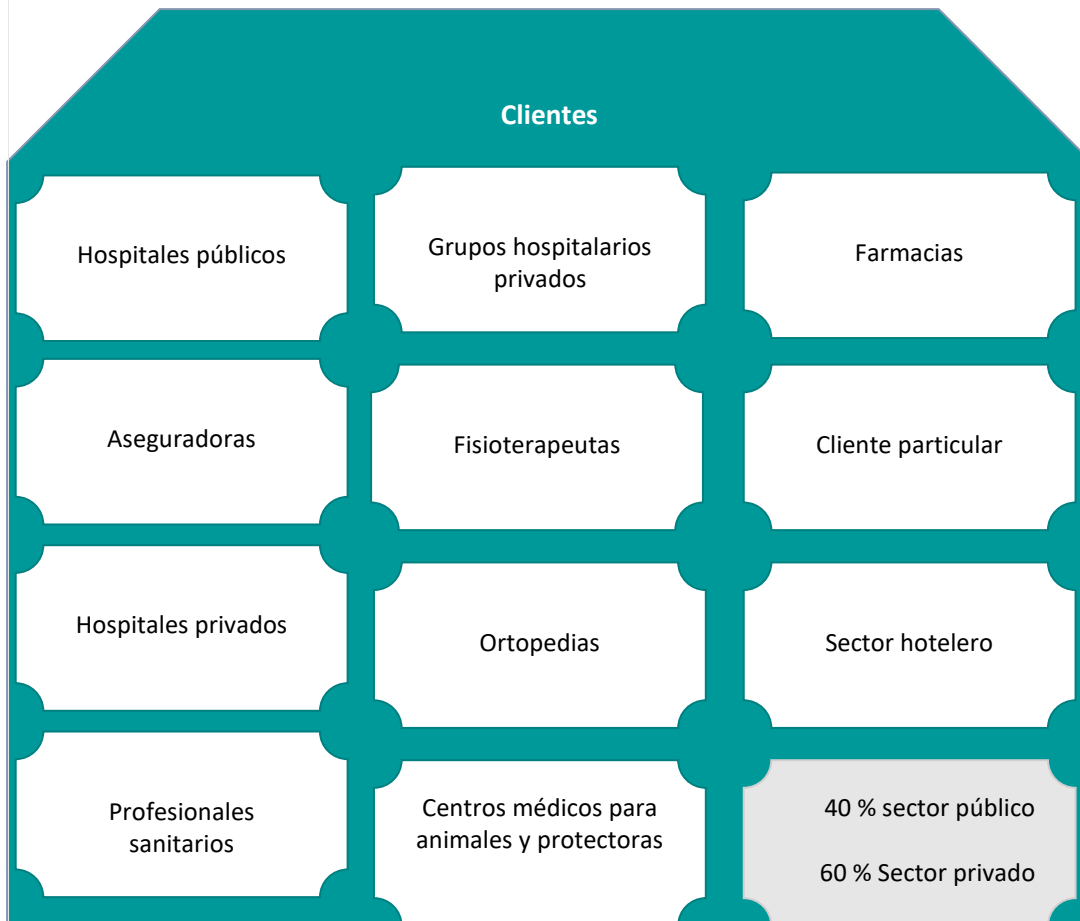 Clientes
Hospitales públicos
Grupos hospitalarios
privados
Farmacias
Aseguradoras
Fisioterapeutas
Cliente particular
Hospitales privados
Ortopedias
Sector hotelero
Profesionales
sanitarios
Centros médicos para
animales y protectoras
40 % sector público
60 % Sector privado